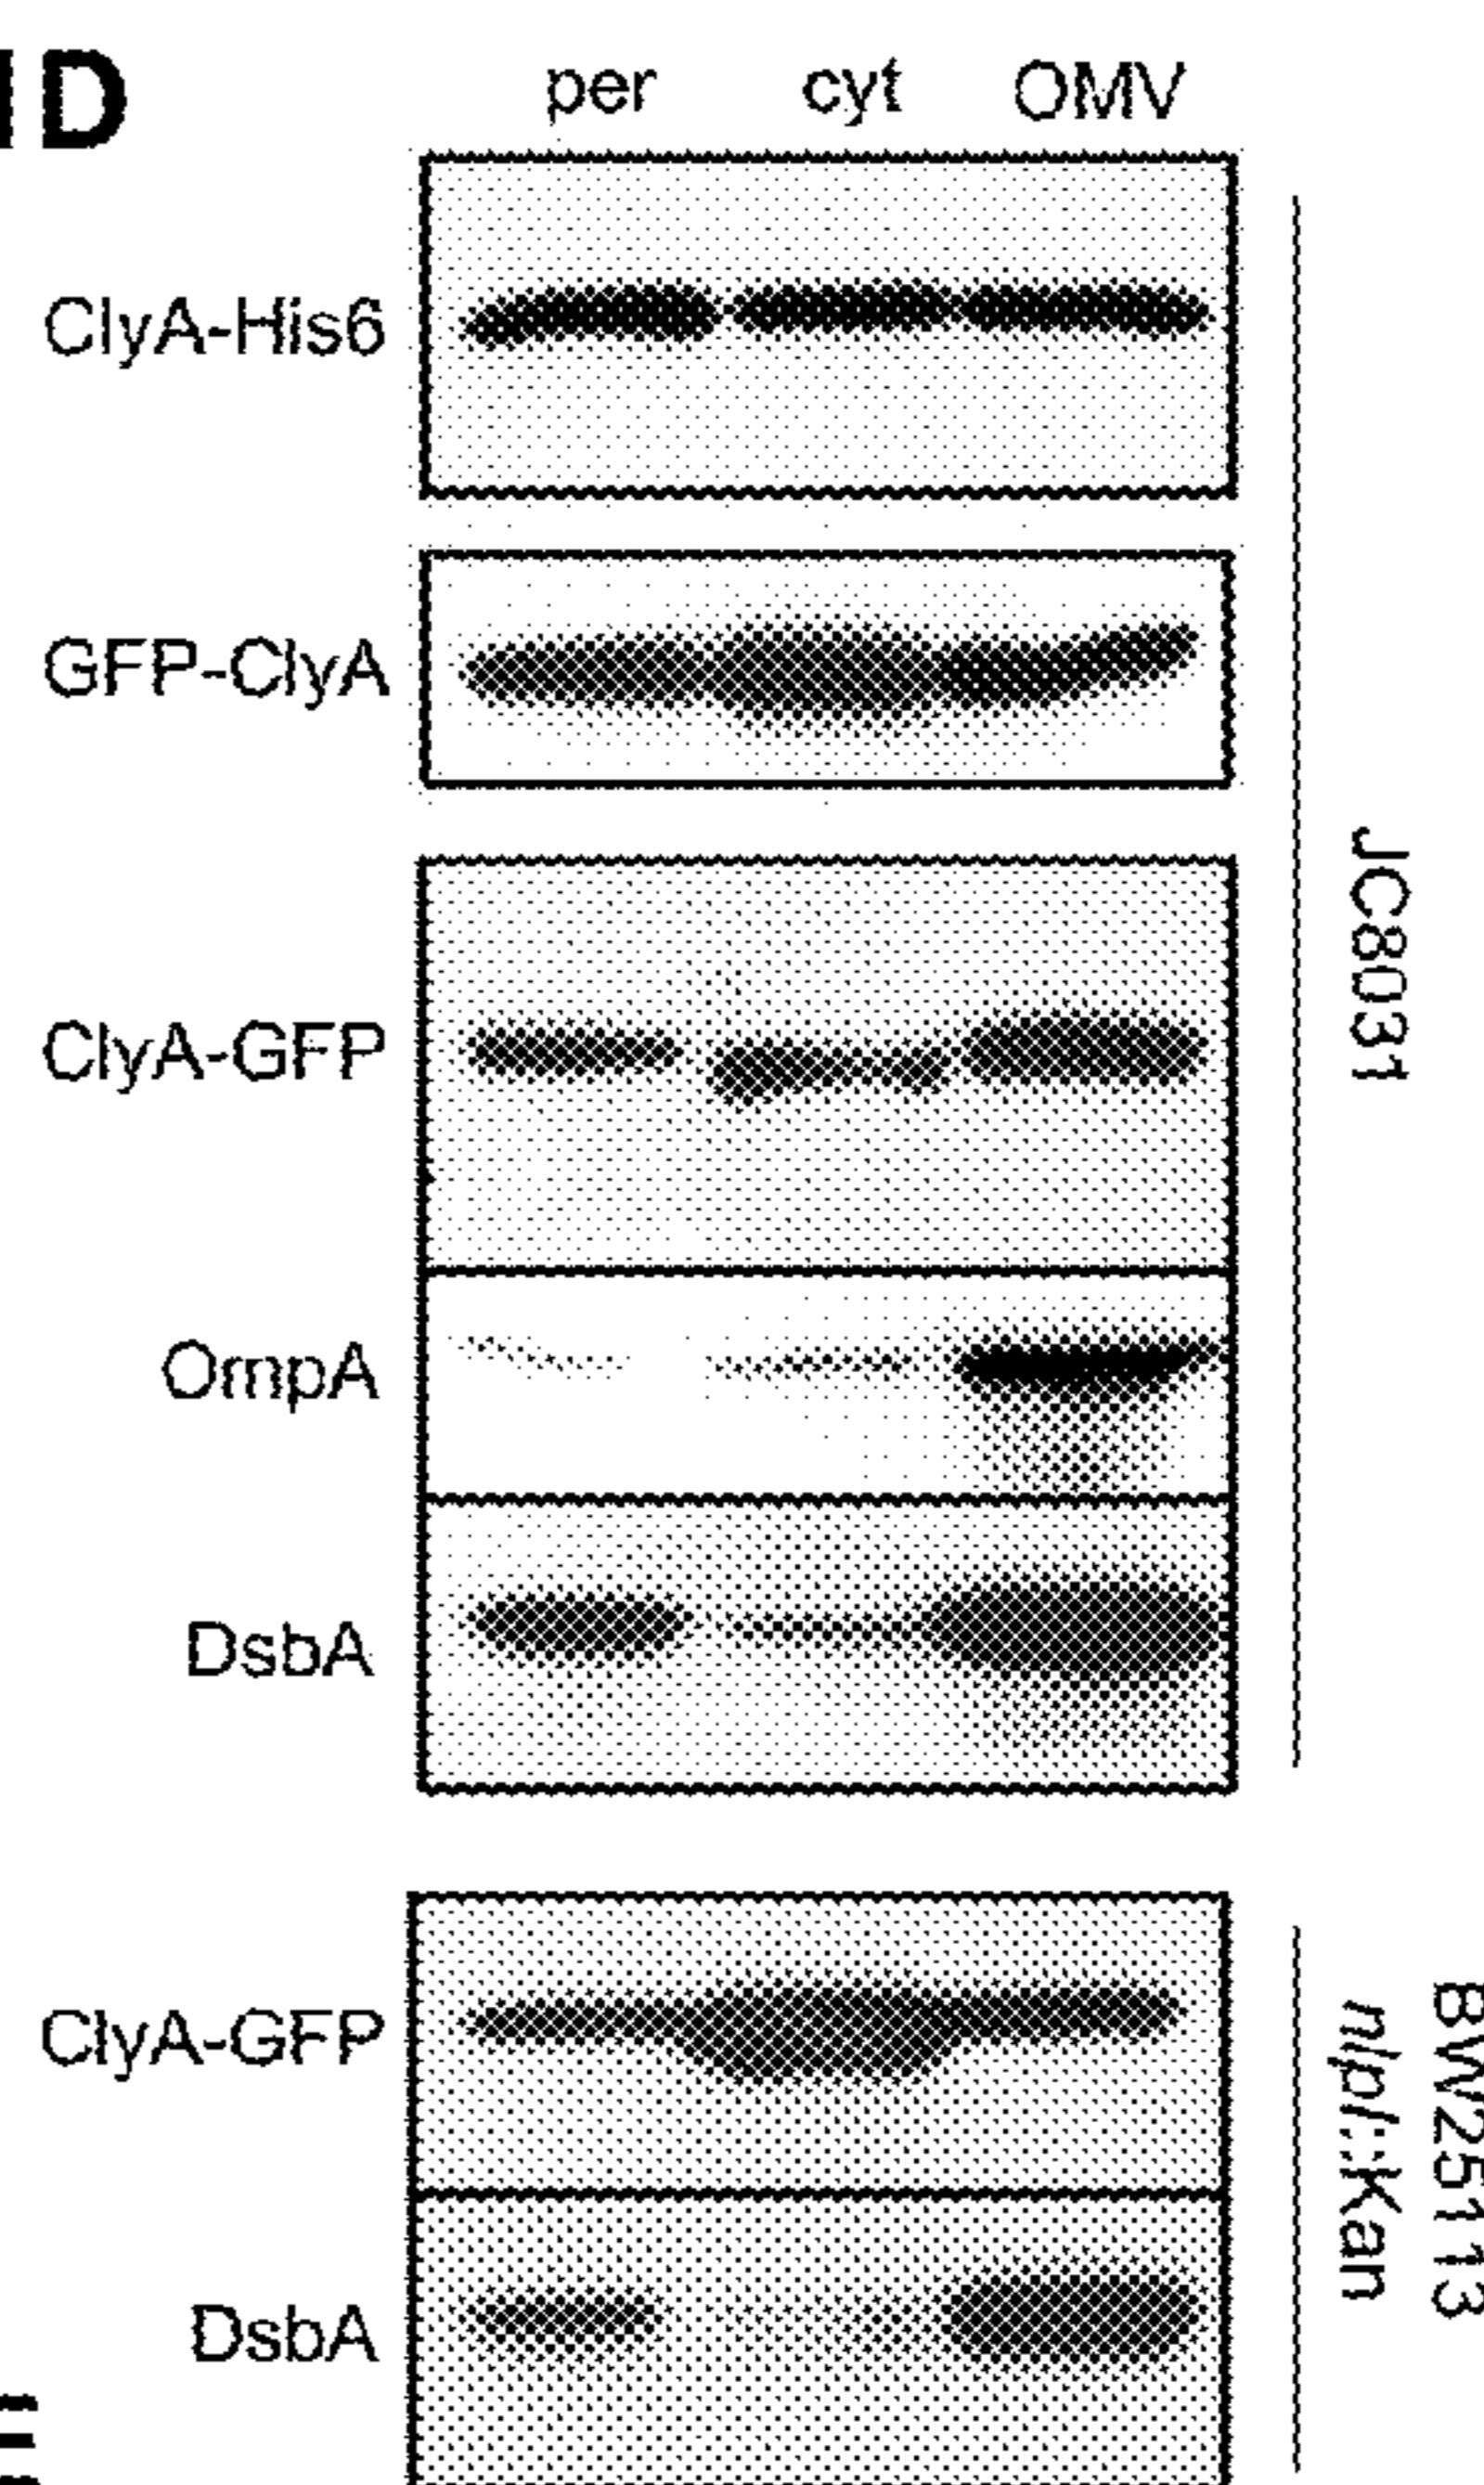 D
per cyt OMV
ClyA-His6
GFP-ClyA
ClyA-GFP
OmpA
DsbA
JC8031
ClyA-GFP
DsbA
BW25113
nlpI::Kan